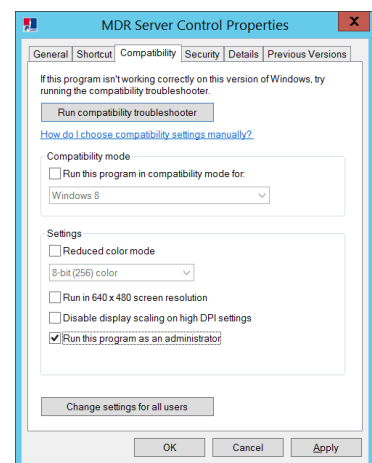 MDR Server Control Properties
x
General Shortcut Compatibility Security Details Previous Versions
If this program isn't working correctly on this version of Windows, try
running the compatibility troubleshooter.
Run compatibility troubleshooter
How do I choose compatibility settings manually?
Compatibility mode
Run this program in compatibility mode for:
Windows 8
Settings
Reduced color mode
8-bit (256) color
Run in 640 x 480 screen resolution
Disable display scaling on high DPI settings
Run this program as an administrator
Change settings for all users
OK Cancel Apply